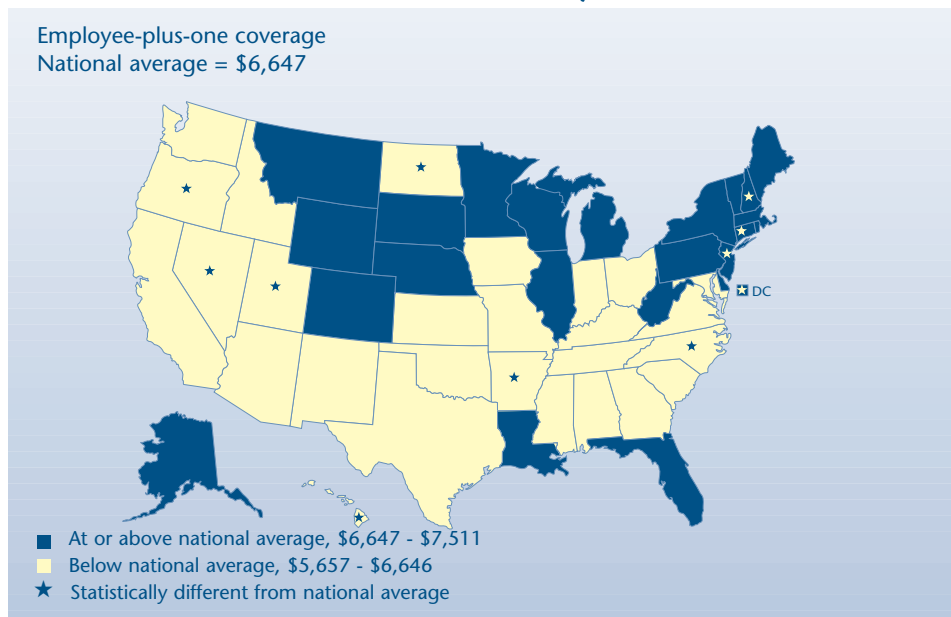 Employee-plus-one coverage
National average = $6,647
DC
At or above national average, $6,647 - $7,511
Below national average, $5,657 - $6,646
Statistically different from national average